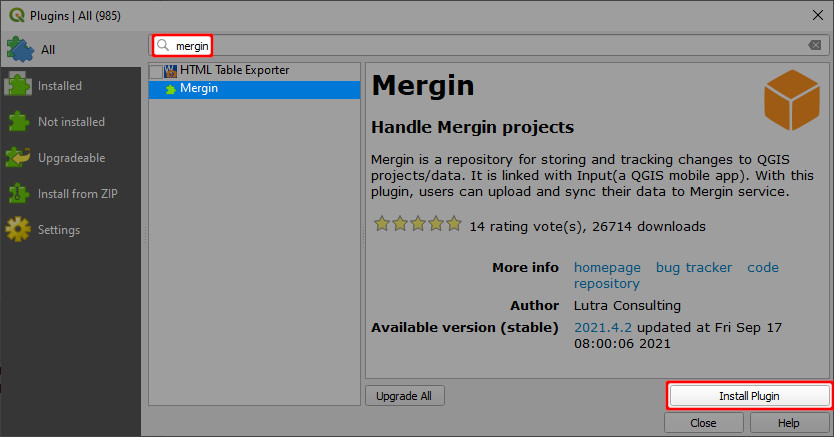 Plugins | All (985)
All
Installed
Not installed
Upgradeable
Install from ZIP
Settings
mergin
HTML Table Exporter
Mergin
Mergin
Handle Mergin projects
Mergin is a repository for storing and tracking changes to QGIS
projects/data. It is linked with Input(a QGIS mobile app). With this
plugin, users can upload and sync their data to Mergin service.
14 rating vote(s), 26714 downloads
More info homepage bug tracker code
repository
Author Lutra Consulting
Available version (stable) 2021.4.2 updated at Fri Sep 17
08:00:06 2021
Upgrade All
Install Plugin
Close
Help